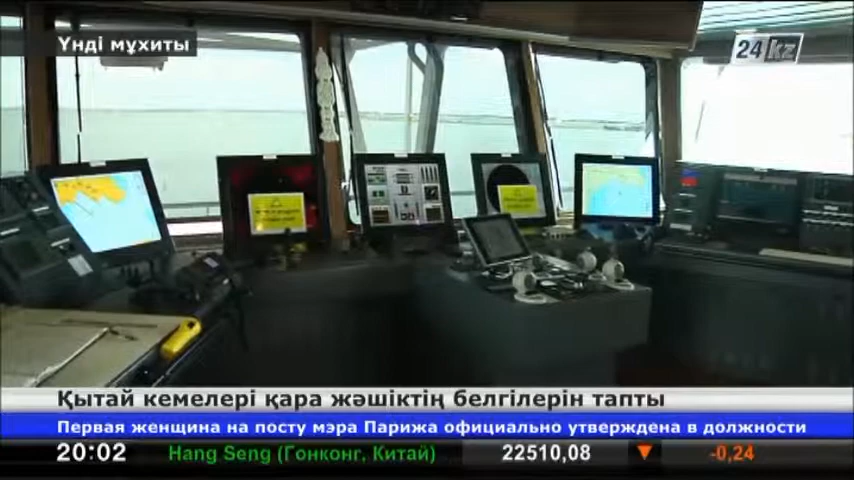 Үнді мұхиты
24kz
Қытай кемелері қара жәшіктің белгілерін тапты
Первая женщина на посту мэра Парижа официально утверждена в должности
20:02 Hang Seng (Гонконг, Китай) 22510,08 ▼ -0,24